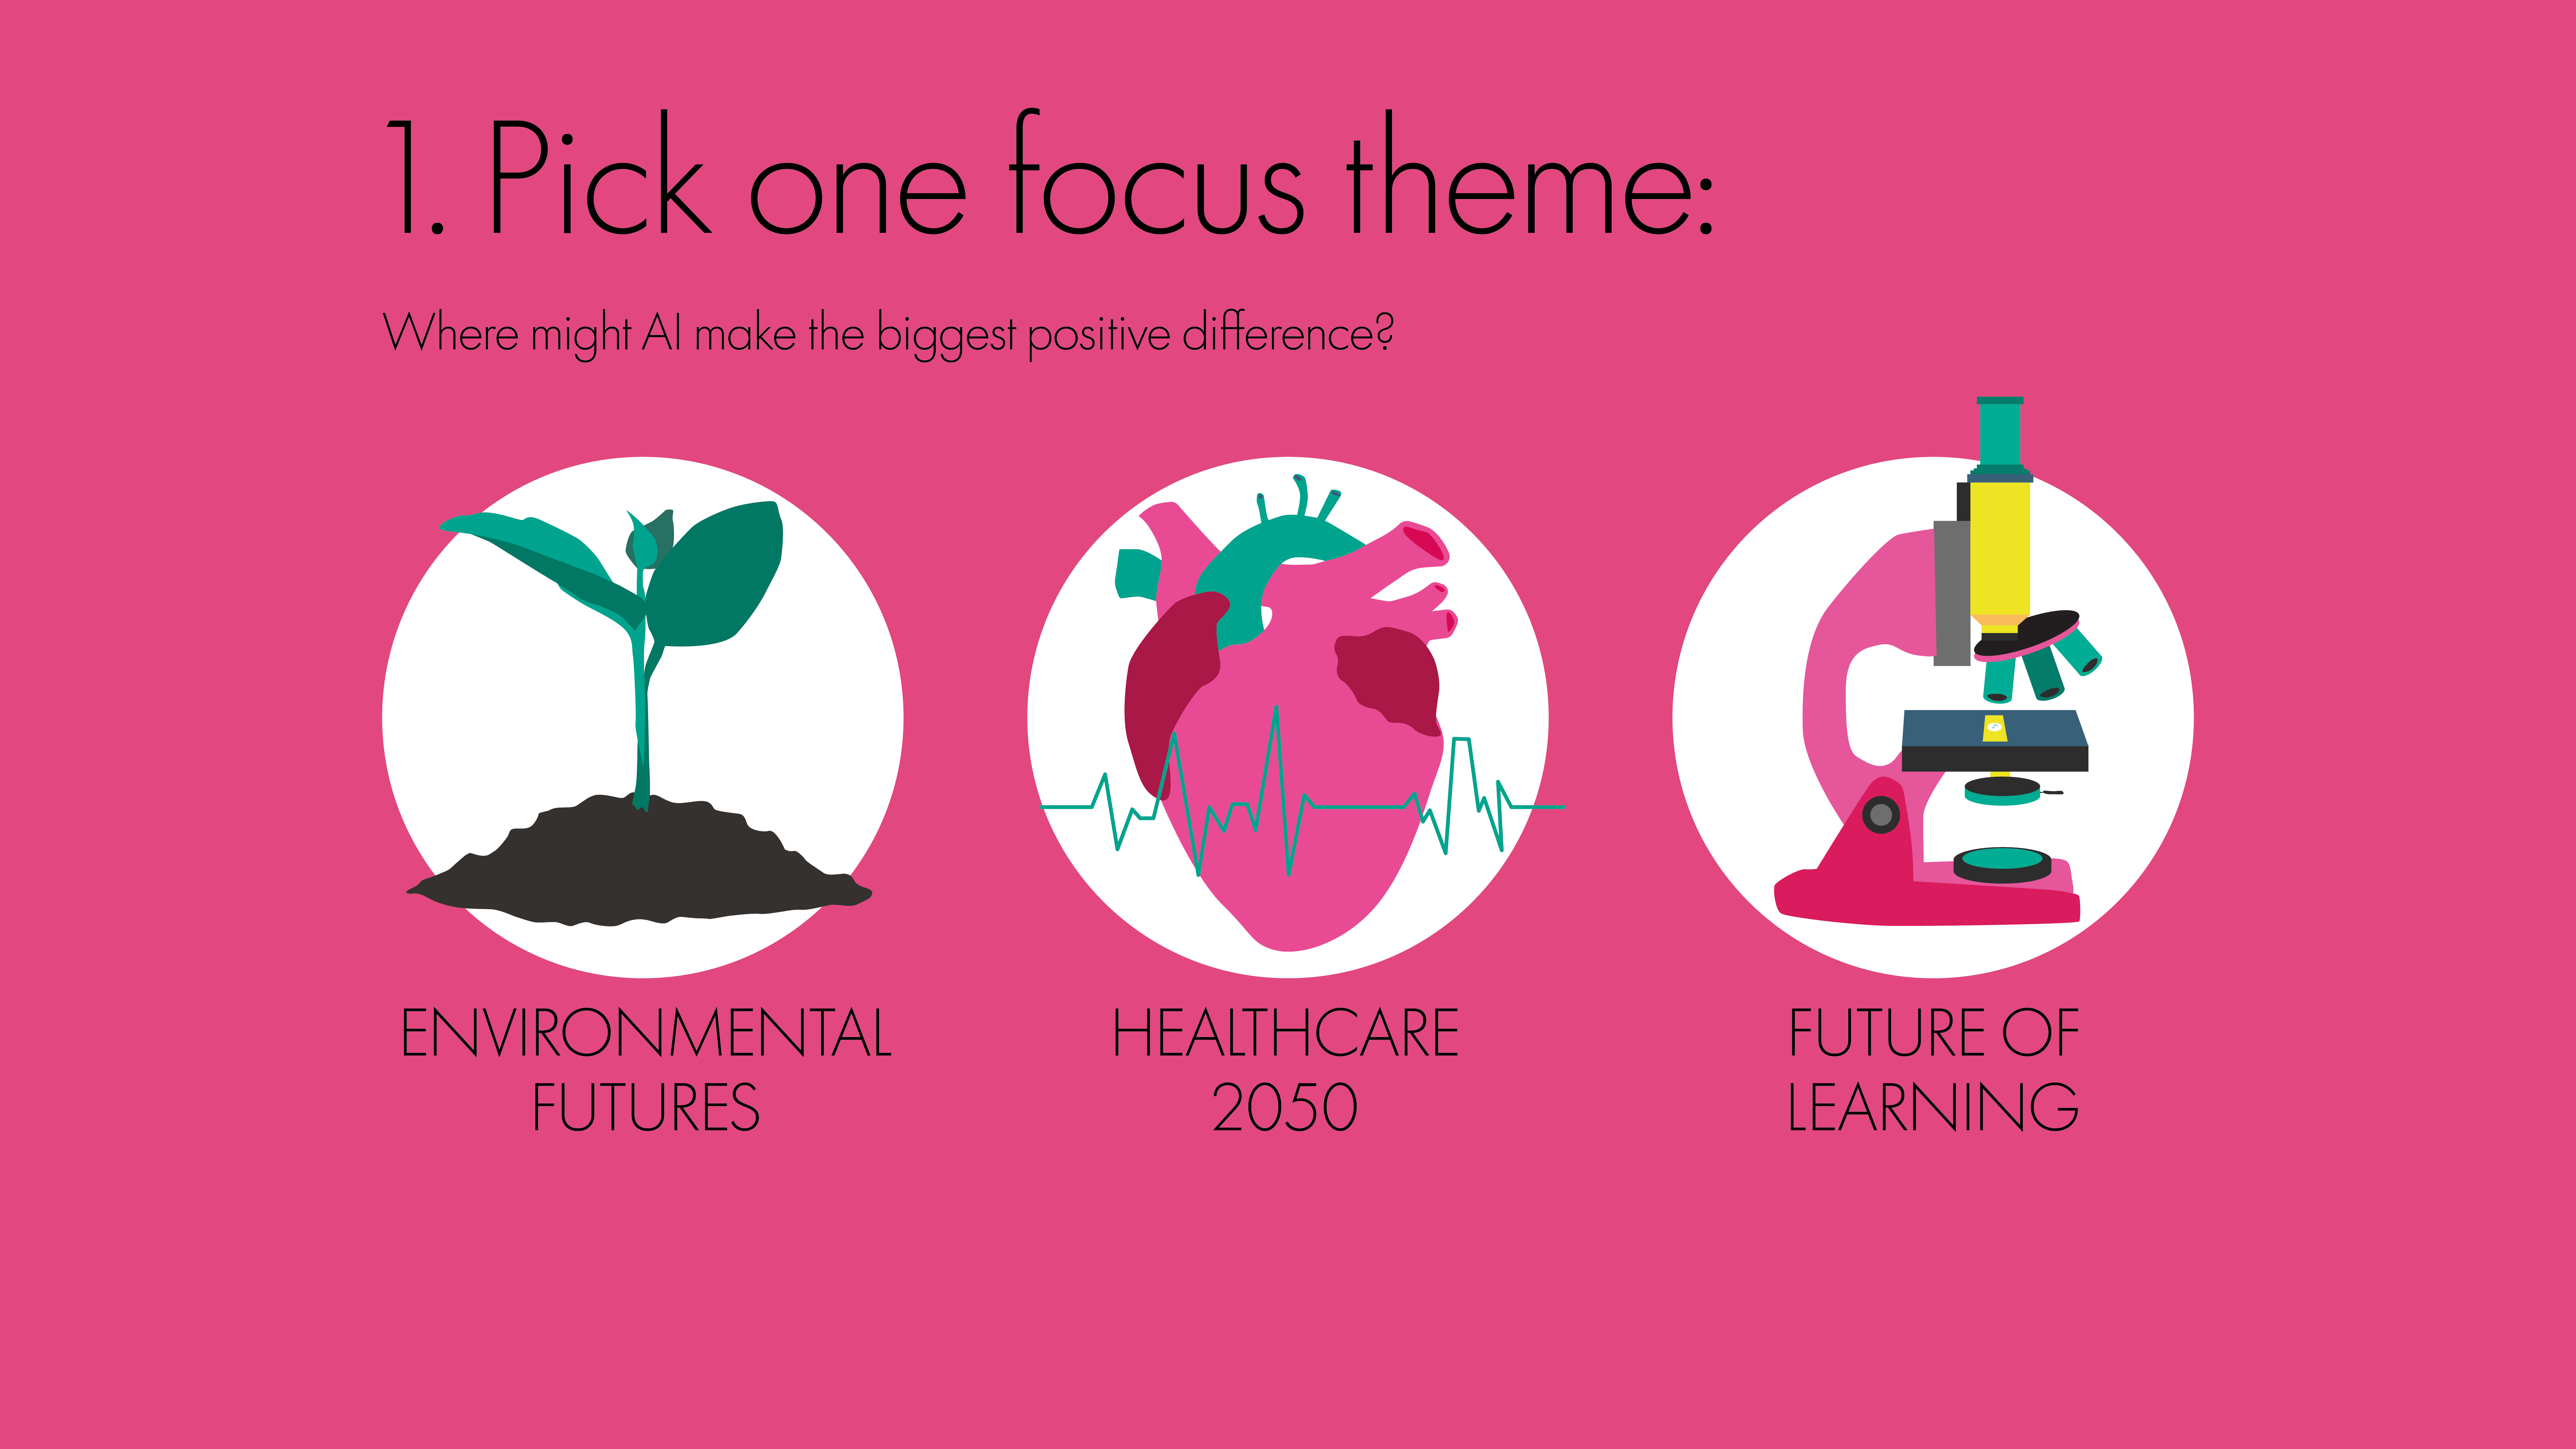 1. Pick one focus theme:
Where might AI make the biggest positive difference?
ENVIRONMENTAL
FUTURES
HEALTHCARE
2050
FUTURE OF
LEARNING